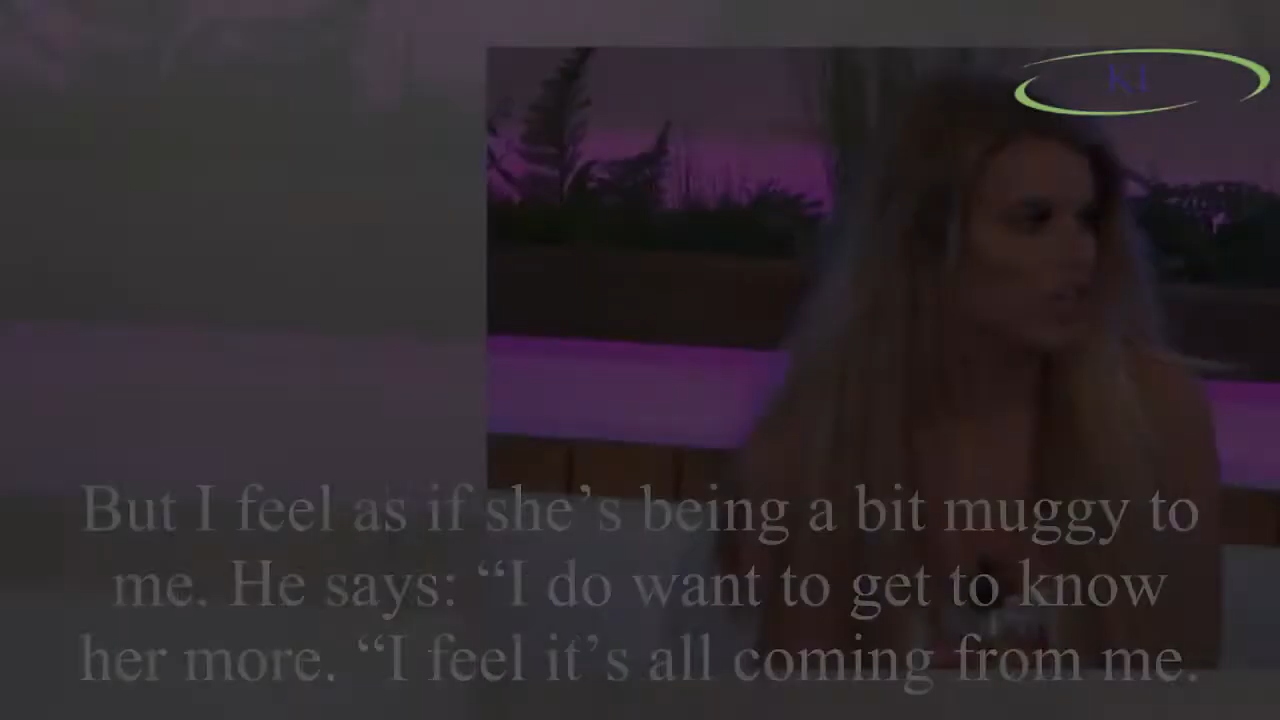 KI
But I feel as if she’s being a bit muggy to
me. He says: “I do want to get to know
her more. “I feel it’s all coming from me.